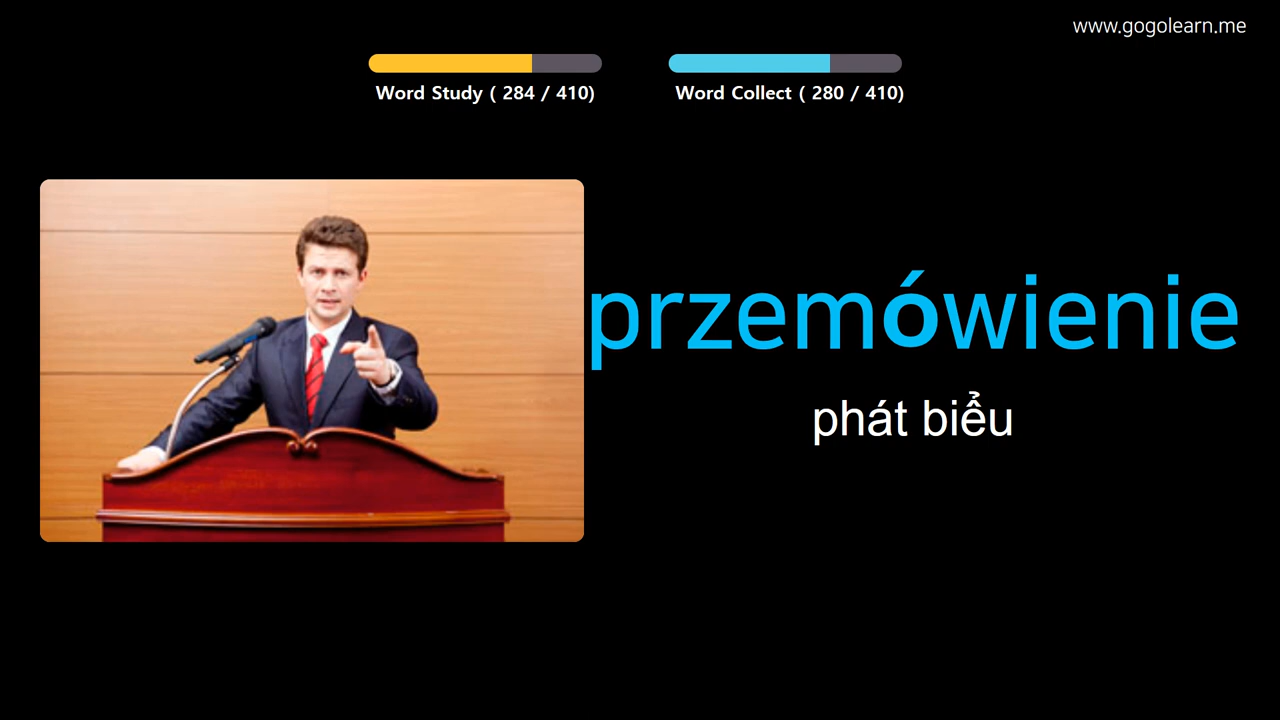 www.gogolearn.me
Word Study ( 284 / 410)
Word Collect ( 280 / 410)
przemówienie
phát biểu